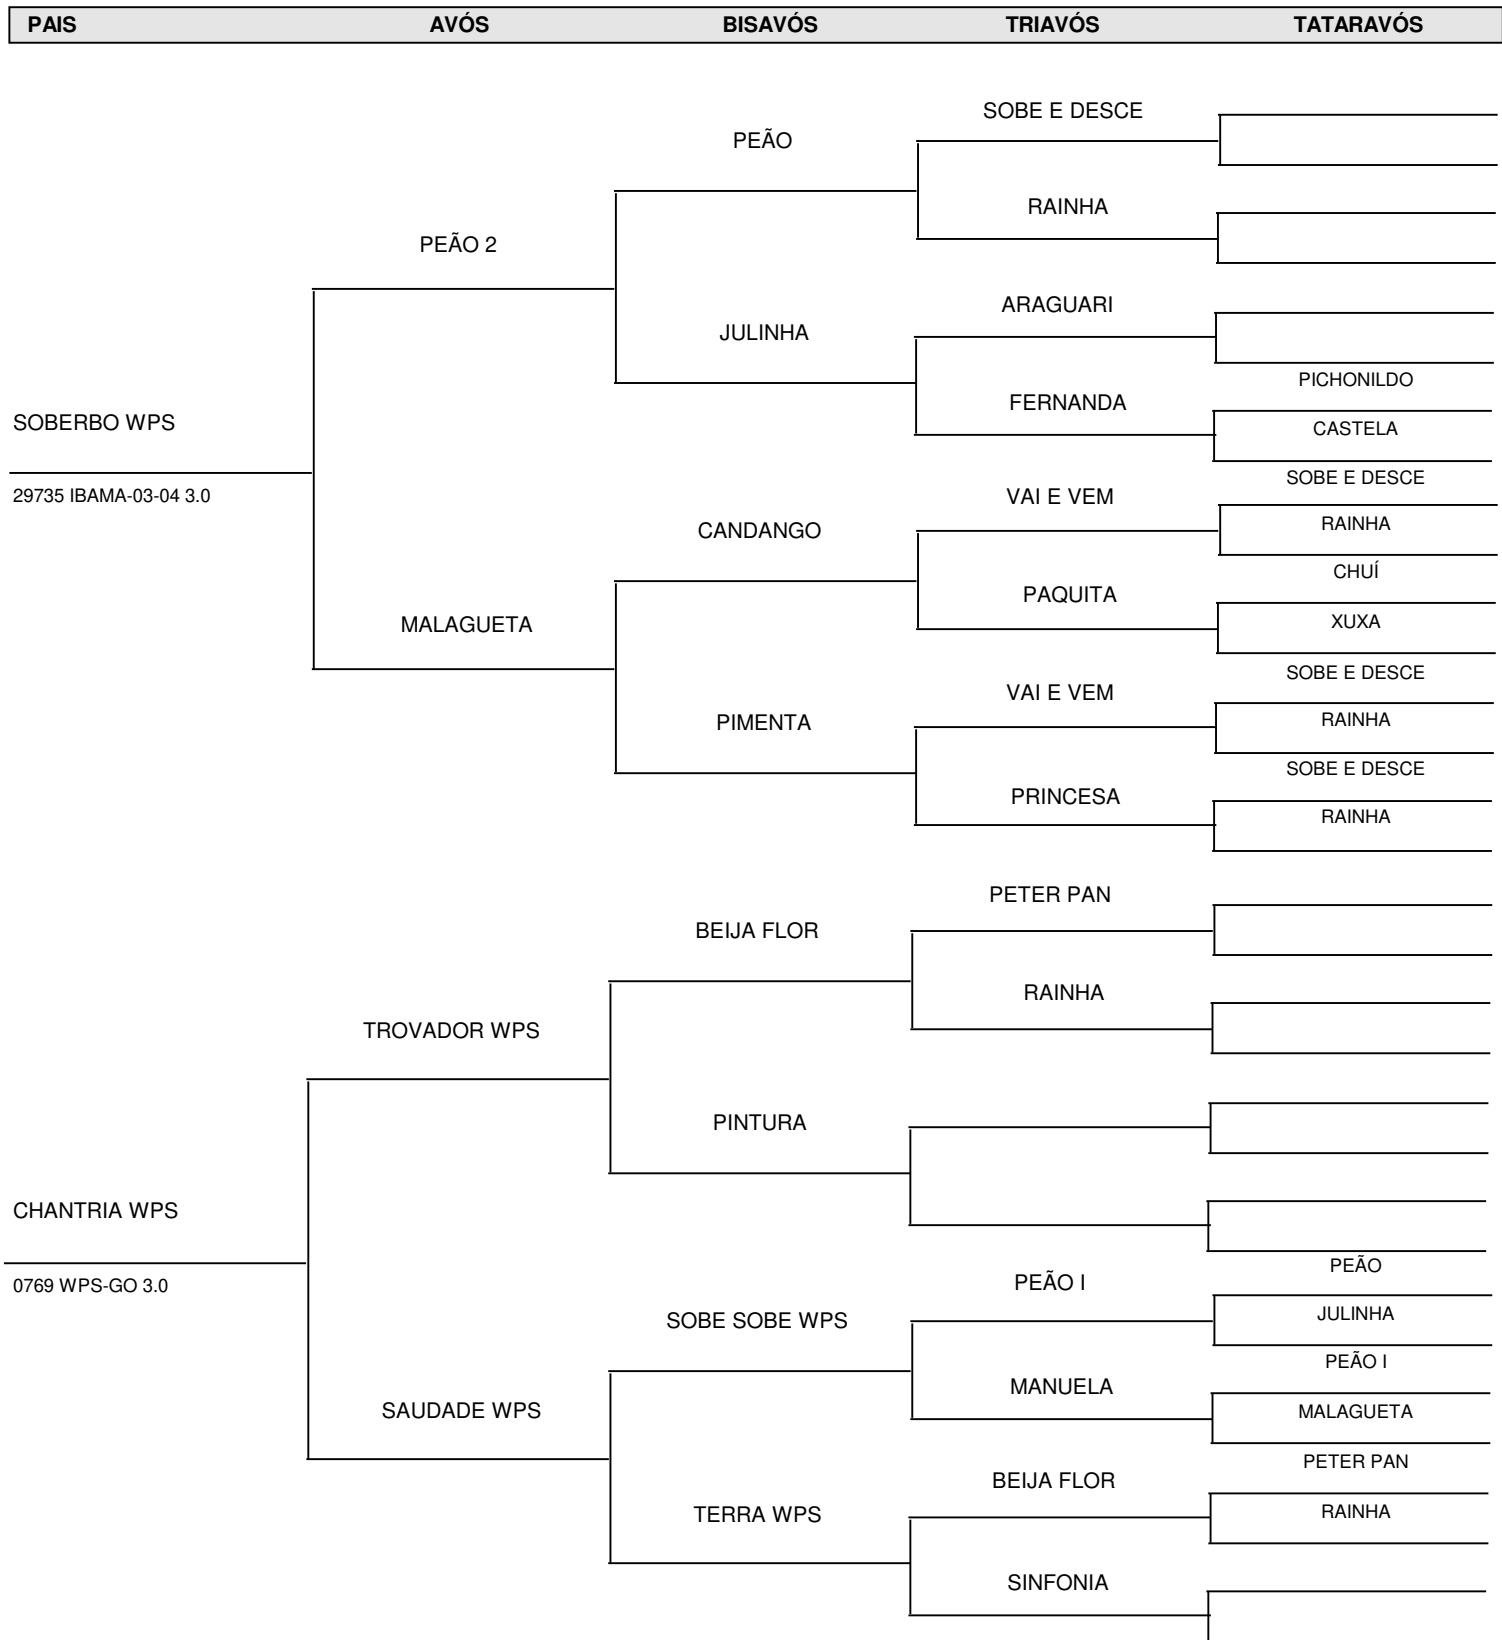 PAIS AVÓS BISAVÓS TRIAVÓS TATARAVÓS
SOBE E DESCE
PEÃO
RAINHA
PEÃO 2
ARAGUARI
JULINHA
PICHONILDO
FERNANDA
SOBERBO WPS
CASTELA
SOBE E DESCE
29735 IBAMA-03-04 3.0
VAI E VEM
RAINHA
CANDANGO
CHUÍ
PAQUITA
XUXA
MALAGUETA
SOBE E DESCE
VAI E VEM
RAINHA
PIMENTA
SOBE E DESCE
PRINCESA
RAINHA
PETER PAN
BEIJA FLOR
RAINHA
TROVADOR WPS
PINTURA
CHANTRIA WPS
PEÃO
PEÃO I
0769 WPS-GO 3.0
JULINHA
SOBE SOBE WPS
PEÃO I
MANUELA
SAUDADE WPS
MALAGUETA
PETER PAN
BEIJA FLOR
RAINHA
TERRA WPS
SINFONIA